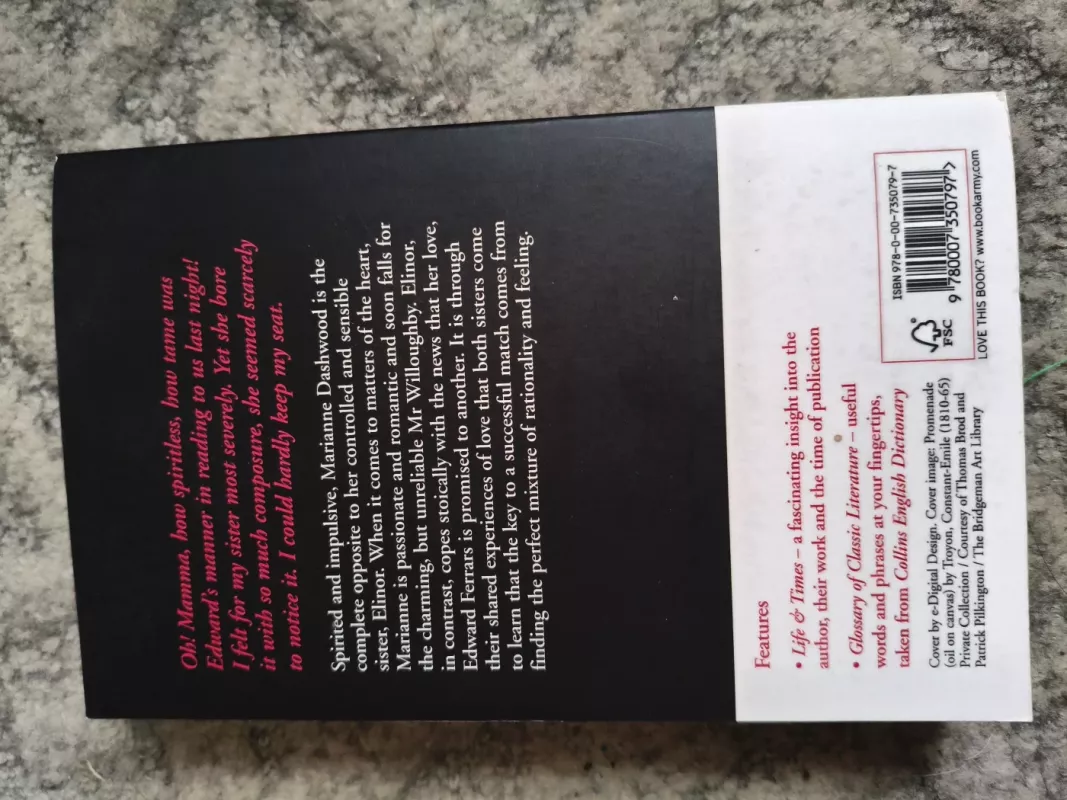 Oh! Mamma, how spiritless, how tame was
Edward's manner in reading to us last night!
I felt for my sister most severely. Yet she bore
it with so much composure, she seemed scarcely
to notice it. I could hardly keep my seat.
Spirited and impulsive, Marianne Dashwood is the
complete opposite to her controlled and sensible
sister, Elinor. When it comes to matters of the heart,
Marianne is passionate and romantic and soon falls for
the charming, but unreliable Mr Willoughby. Elinor,
in contrast, copes stoically with the news that her love,
Edward Ferrars is promised to another. It is through
their shared experiences of love that both sisters come
to learn that the key to a successful match comes from
finding the perfect mixture of rationality and feeling.
Features
• Life & Times – a fascinating insight into the
author, their work and the time of publication
• Glossary of Classic Literature – useful
words and phrases at your fingertips,
taken from Collins English Dictionary
Cover by e-Digital Design. Cover image: Promenade
(oil on canvas) by Troyon, Constant-Emile (1810-65)
Private Collection / Courtesy of Thomas Brod and
Patrick Pilkington / The Bridgeman Art Library
FSC
ISBN 978-0-00-735079-7
9 780007 350797 >
LOVE THIS BOOK? www.bookarmy.com